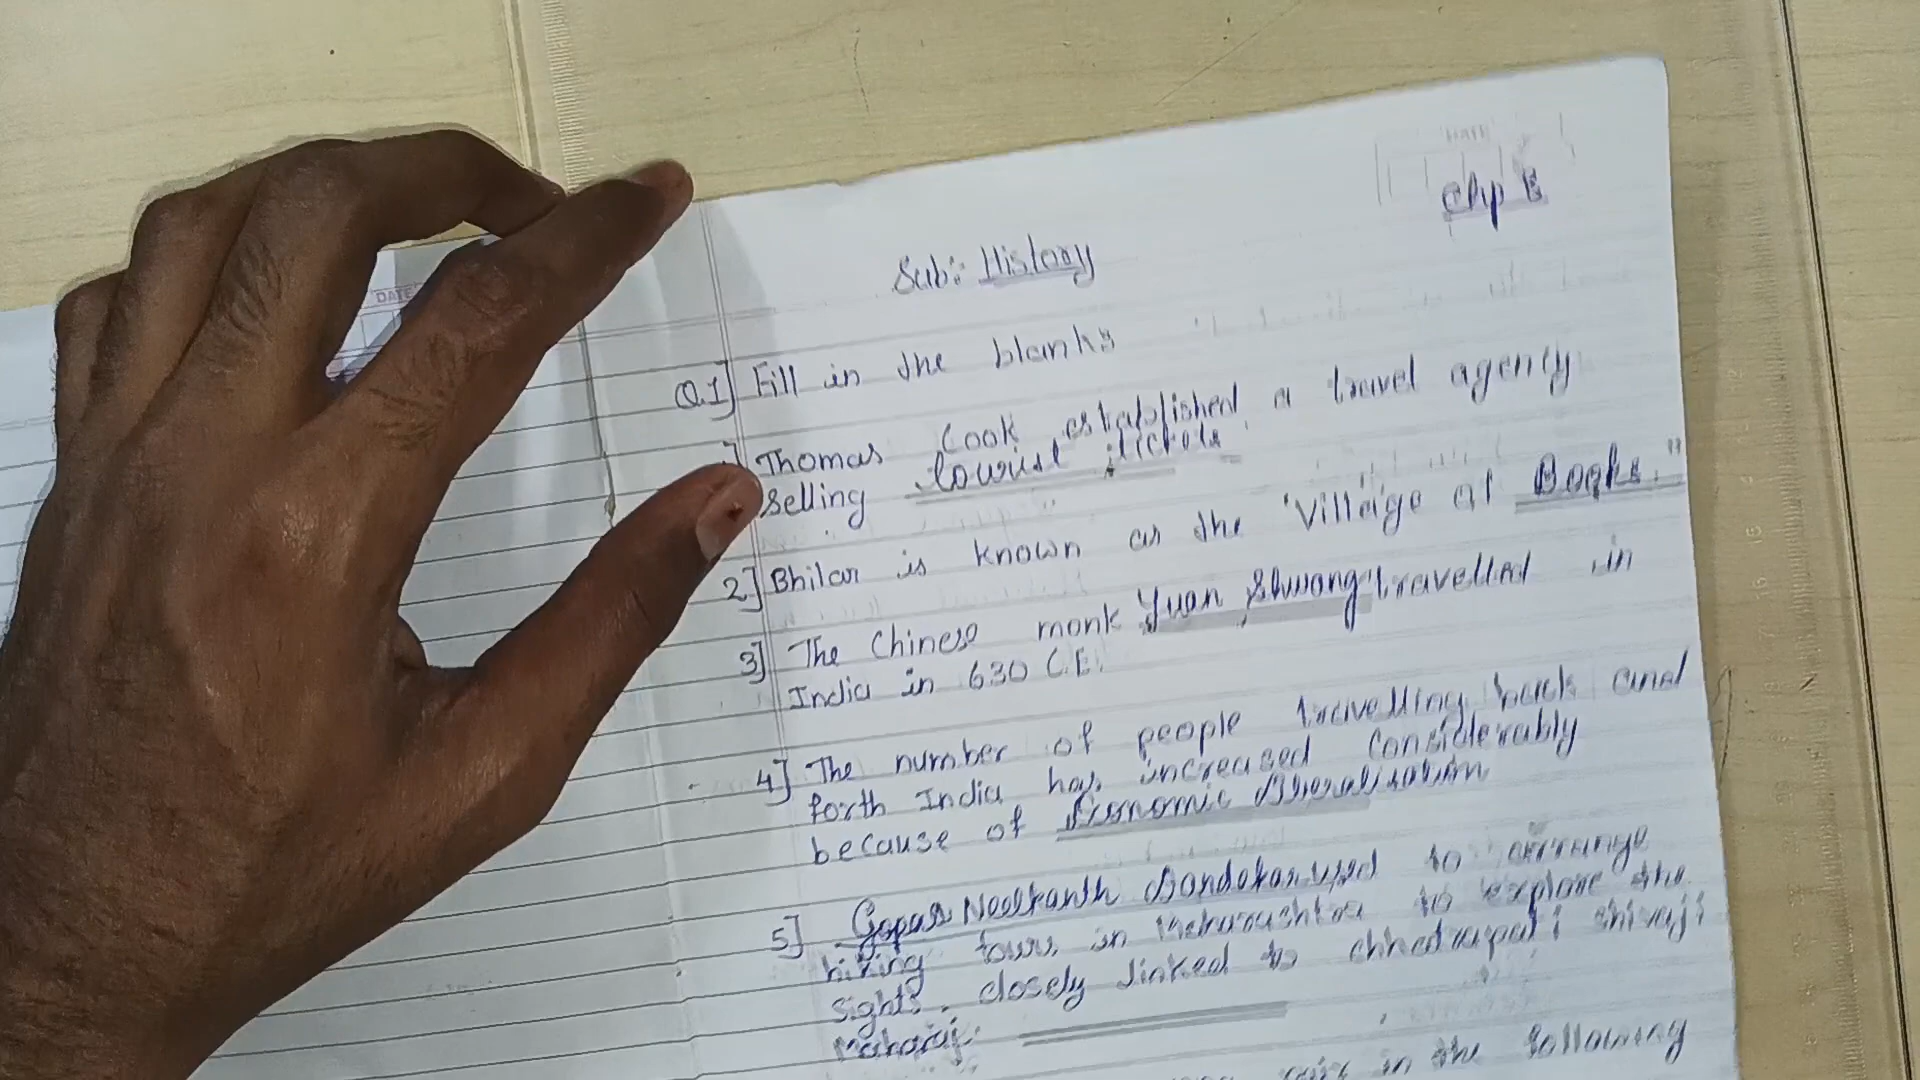 DATE
Chp 8
Sub: History
Q.1] Fill in the blanks
1] Thomas Cook established a travel agency
selling tourist tickets
2] Bhilar is known as the 'Village of Books."
3] The Chinese monk Yuan Shwang travelled in
India in 630 C.E.
4] The number of people travelling back and
forth India has increased considerably
because of Economic liberalisation
5] Gopal Neelkanth Dandekar used to arrange
hiking tours in Maharashtra to explore the
sights closely linked to chhatrapati shivaji
Maharaj.
in the following
DATE